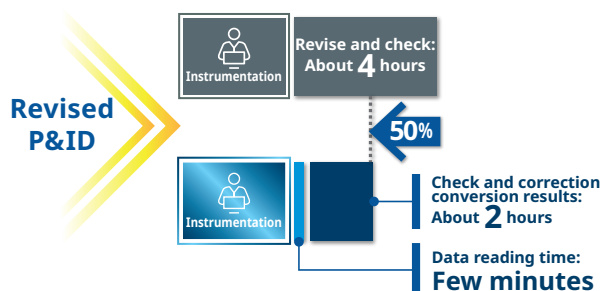 Revised
P&ID
Instrumentation
Revise and check:
About 4 hours
50%
Instrumentation
Check and correction
conversion results:
About 2 hours
Data reading time:
Few minutes